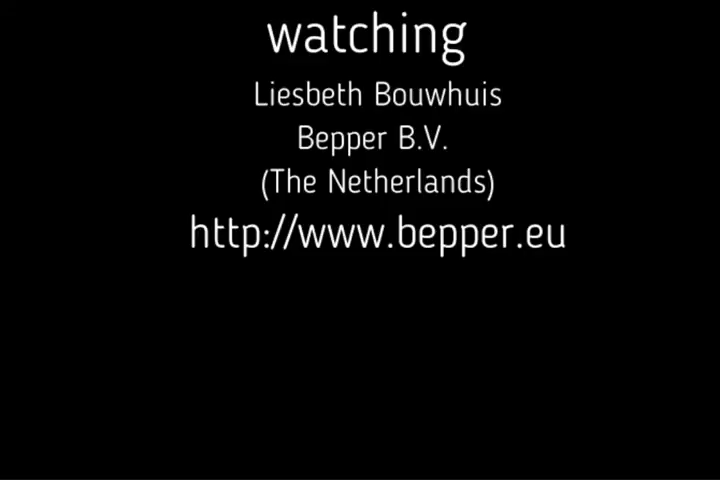 watching
Liesbeth Bouwhuis
Bepper B.V.
(The Netherlands)
http://www.bepper.eu